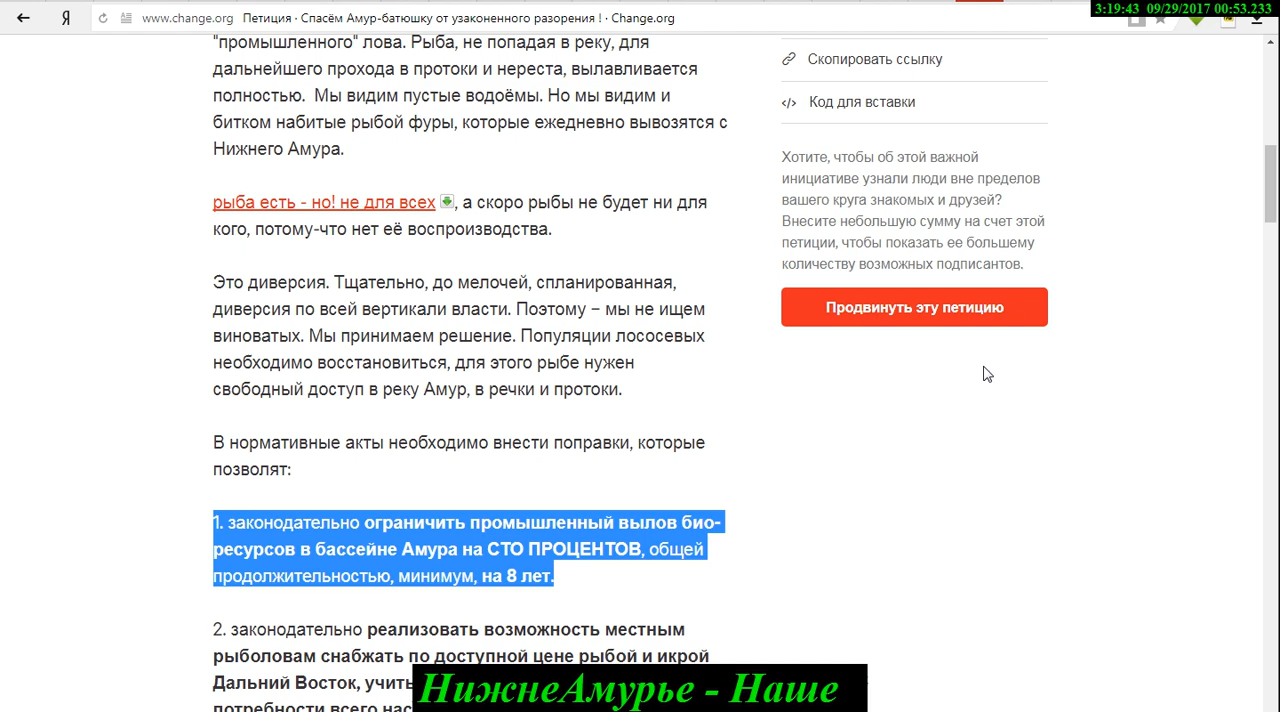 3:19:43 09/29/2017 00:53.233
Я www.change.org Петиция · Спасём Амур-батюшку от узаконенного разорения ! · Change.org
"промышленного" лова. Рыба, не попадая в реку, для
дальнейшего прохода в протоки и нереста, вылавливается
полностью. Мы видим пустые водоёмы. Но мы видим и
битком набитые рыбой фуры, которые ежедневно вывозятся с
Нижнего Амура.
рыба есть - но! не для всех, а скоро рыбы не будет ни для
кого, потому-что нет её воспроизводства.
Это диверсия. Тщательно, до мелочей, спланированная,
диверсия по всей вертикали власти. Поэтому – мы не ищем
виноватых. Мы принимаем решение. Популяции лососевых
необходимо восстановиться, для этого рыбе нужен
свободный доступ в реку Амур, в речки и протоки.
В нормативные акты необходимо внести поправки, которые
позволят:
1. законодательно ограничить промышленный вылов био-
ресурсов в бассейне Амура на СТО ПРОЦЕНТОВ, общей
продолжительностью, минимум, на 8 лет.
2. законодательно реализовать возможность местным
рыболовам снабжать по доступной цене рыбой и икрой
Дальний Восток, учиты
потребности всего нас
Скопировать ссылку
</> Код для вставки
Хотите, чтобы об этой важной
инициативе узнали люди вне пределов
вашего круга знакомых и друзей?
Внесите небольшую сумму на счет этой
петиции, чтобы показать ее большему
количеству возможных подписантов.
Продвинуть эту петицию
НижнеАмурье - Наше